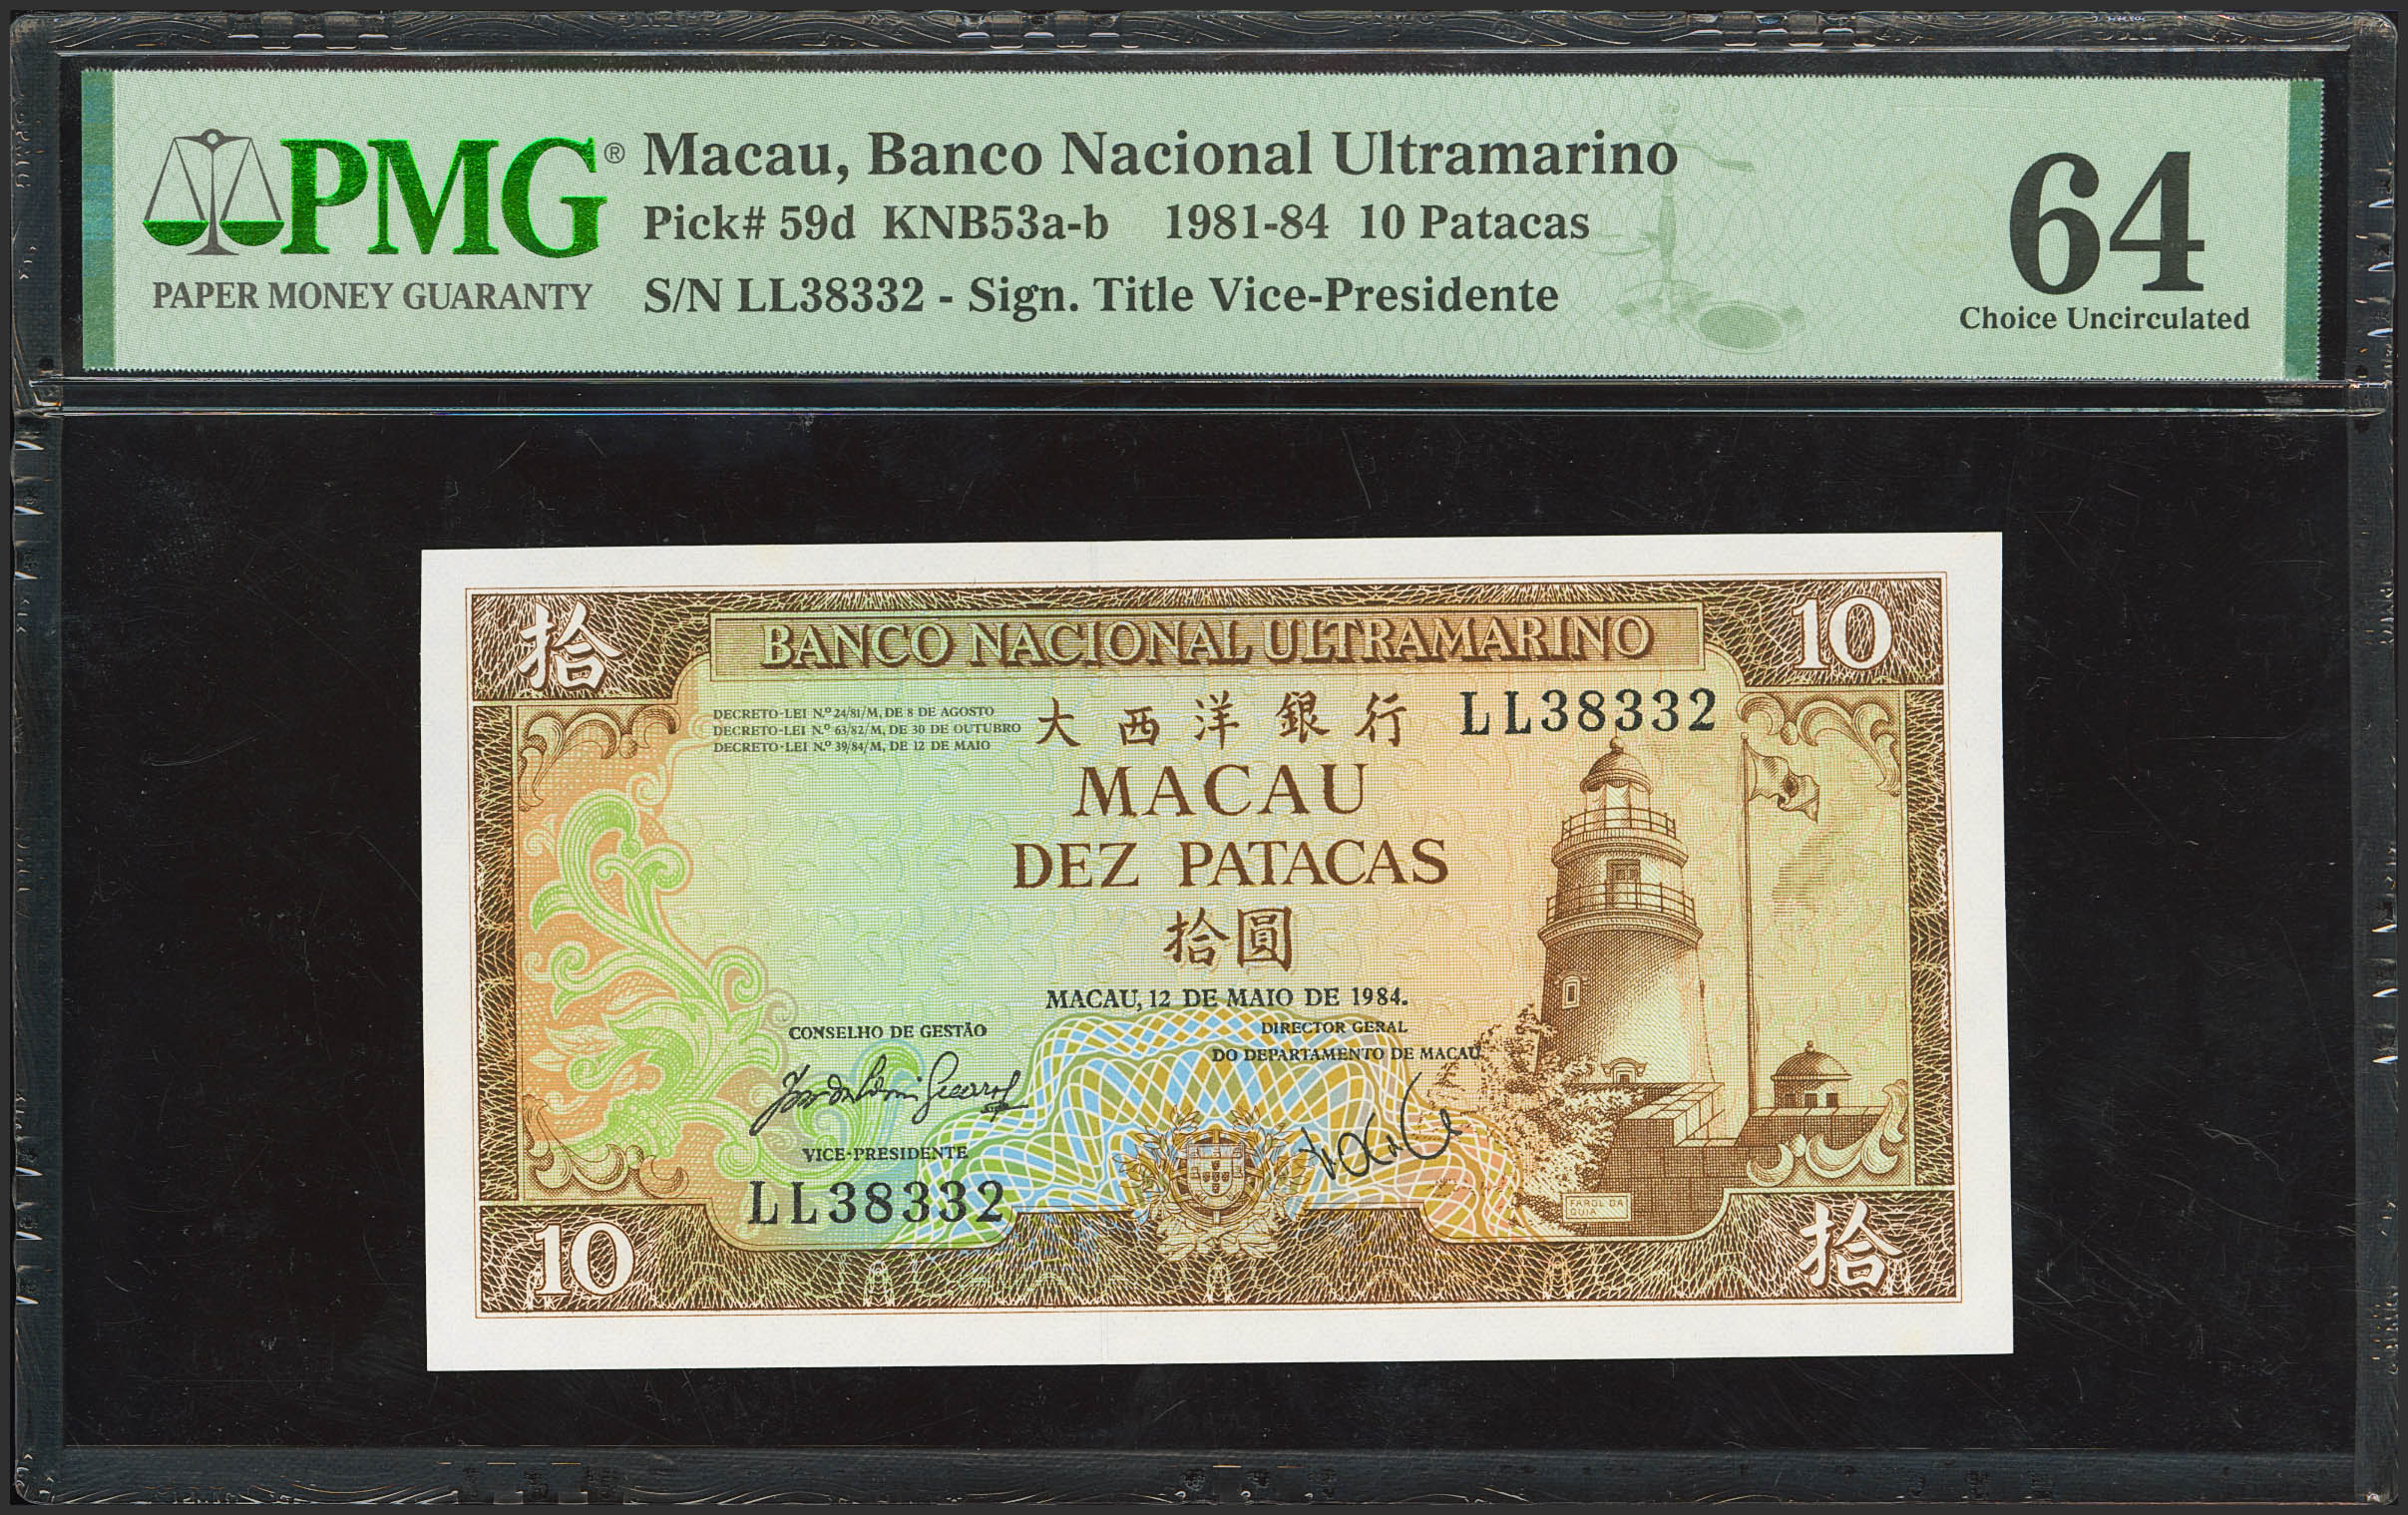 PMG®
PAPER MONEY GUARANTY
Macau, Banco Nacional Ultramarino
Pick# 59d KNB53a-b 1981-84 10 Patacas
S/N LL38332 - Sign. Title Vice-Presidente
64
Choice Uncirculated
拾
BANCO NACIONAL ULTRAMARINO
10
DECRETO-LEI N.º 24/81/M, DE 8 DE AGOSTO
DECRETO-LEI N.º 63/82/M, DE 30 DE OUTUBRO
DECRETO-LEI N.º 39/84/M, DE 12 DE MAIO
大西洋銀行
LL38332
MACAU
DEZ PATACAS
拾圓
MACAU, 12 DE MAIO DE 1984.
CONSELHO DE GESTÃO
DIRECTOR GERAL
DO DEPARTAMENTO DE MACAU
VICE-PRESIDENTE
LL38332
FAROL DA
GUIA
10
拾